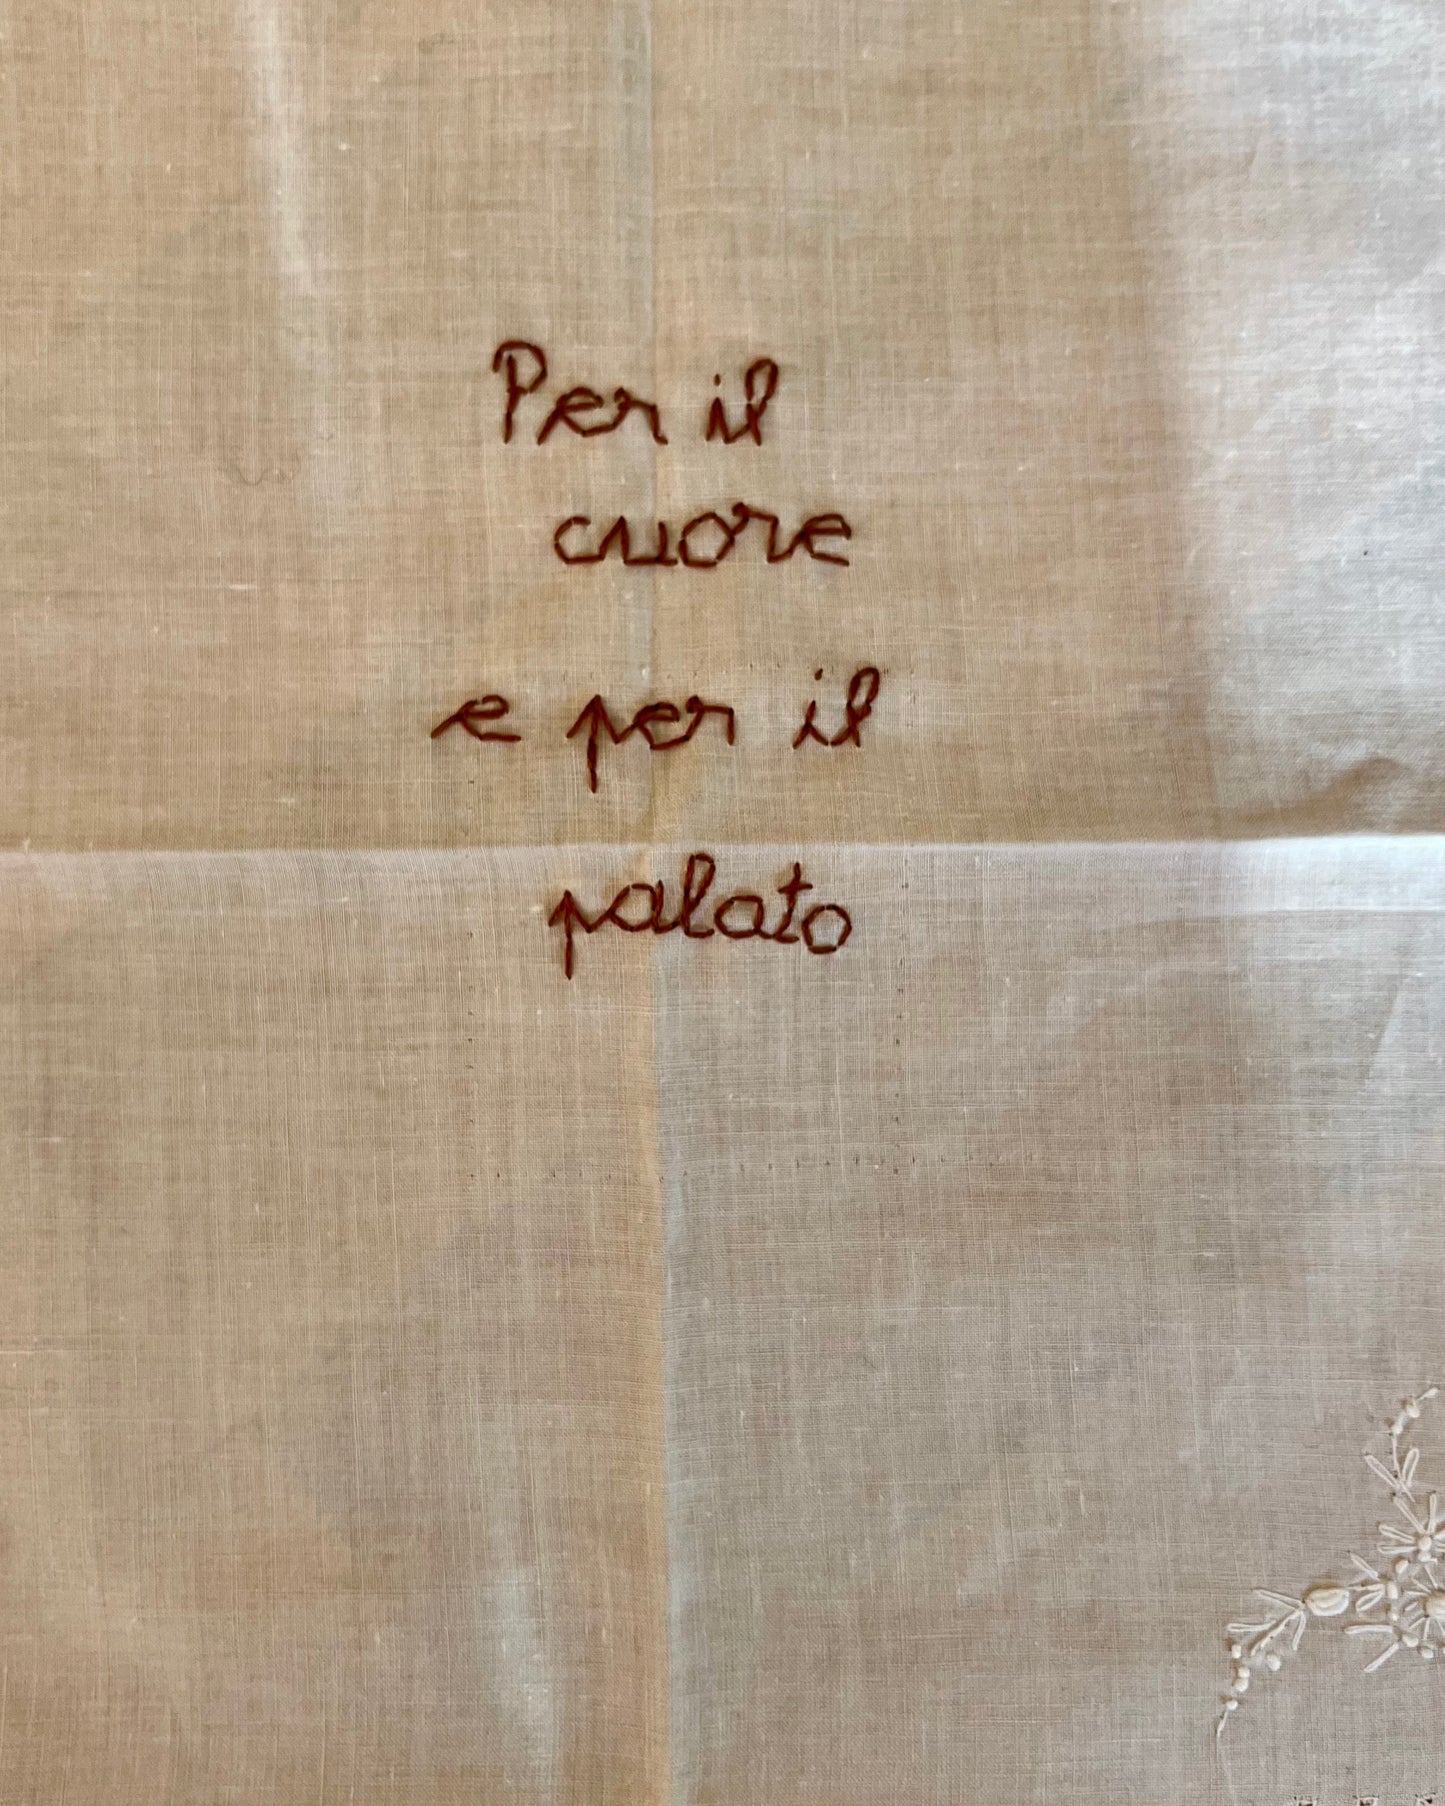 Per il
cuore
e per il
palato